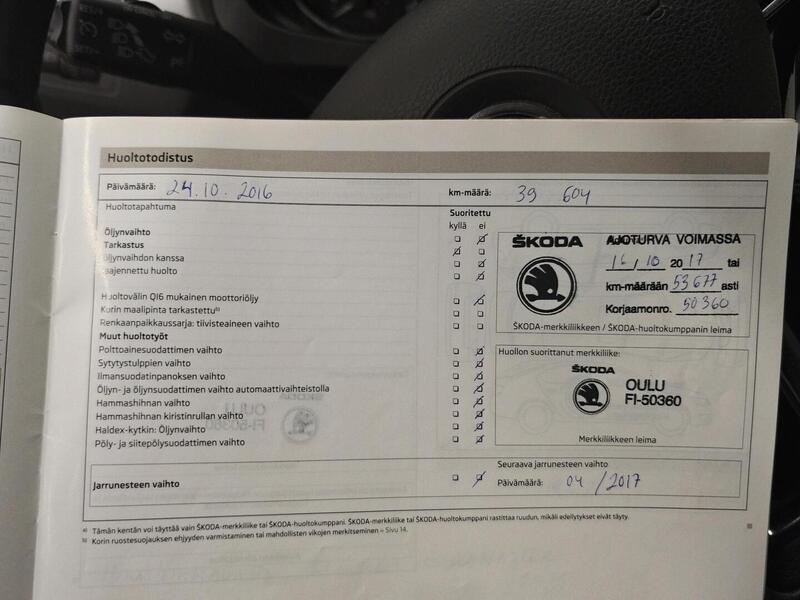 Huoltotodistus
Päivämäärä: 24.10.2016 km-määrä: 39 604
Huoltotapahtuma Suoritettu
kyllä ei
Öljynvaihto
Tarkastus
öljynvaihdon kanssa
laajennettu huolto
Huoltovälin QI6 mukainen moottoriöljy
Korin maalipinta tarkastettu b)
Renkaanpaikkaussarja: tiivisteaineen vaihto
Muut huoltotyöt
Polttoainesuodattimen vaihto
Sytytystulppien vaihto
Ilmansuodatinpanoksen vaihto
Öljyn- ja öljynsuodattimen vaihto automaattivaihteistolla
Hammashihnan vaihto
Hammashihnan kiristinrullan vaihto
Haldex-kytkin: Öljynvaihto
Pöly- ja siitepölysuodattimen vaihto
ŠKODA
AJOTURVA VOIMASSA
16/10 2017 tai
km-määrään 53 677 asti
Korjaamonro. 50360
ŠKODA-merkkiliikkeen / ŠKODA-huoltokumppanin leima
Huollon suorittanut merkkiliike:
ŠKODA
OULU
FI-50360
Merkkiliikkeen leima
Jarrunesteen vaihto
Seuraava jarrunesteen vaihto
Päivämäärä: 04/2017
a) Tämän kentän voi täyttää vain ŠKODA-merkkiliike tai ŠKODA-huoltokumppani. ŠKODA-merkkiliike tai ŠKODA-huoltokumppani rastittaa ruudun, mikäli edellytykset eivät täyty.
b) Korin ruostesuojauksen ehjyyden varmistaminen tai mahdollisten vikojen merkitseminen » Sivu 14.